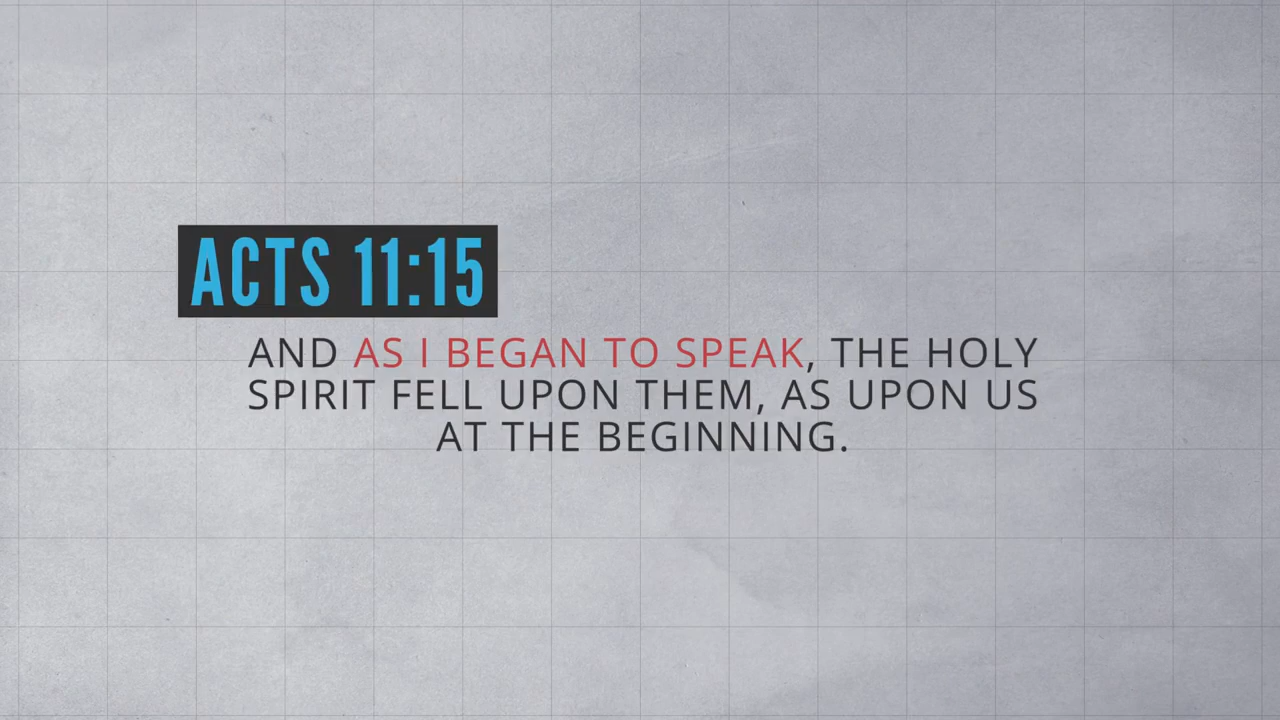 ACTS 11:15
AND AS I BEGAN TO SPEAK, THE HOLY
SPIRIT FELL UPON THEM, AS UPON US
AT THE BEGINNING.